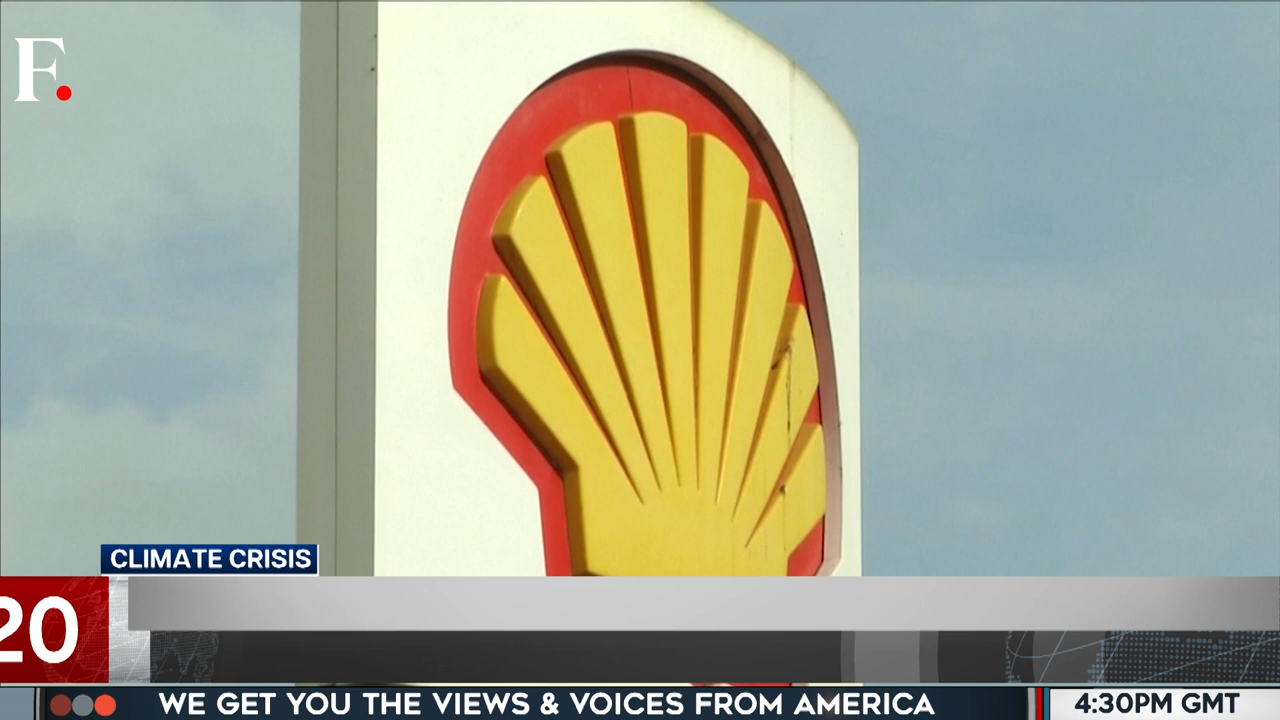 F.
CLIMATE CRISIS
20
WE GET YOU THE VIEWS & VOICES FROM AMERICA
4:30PM GMT